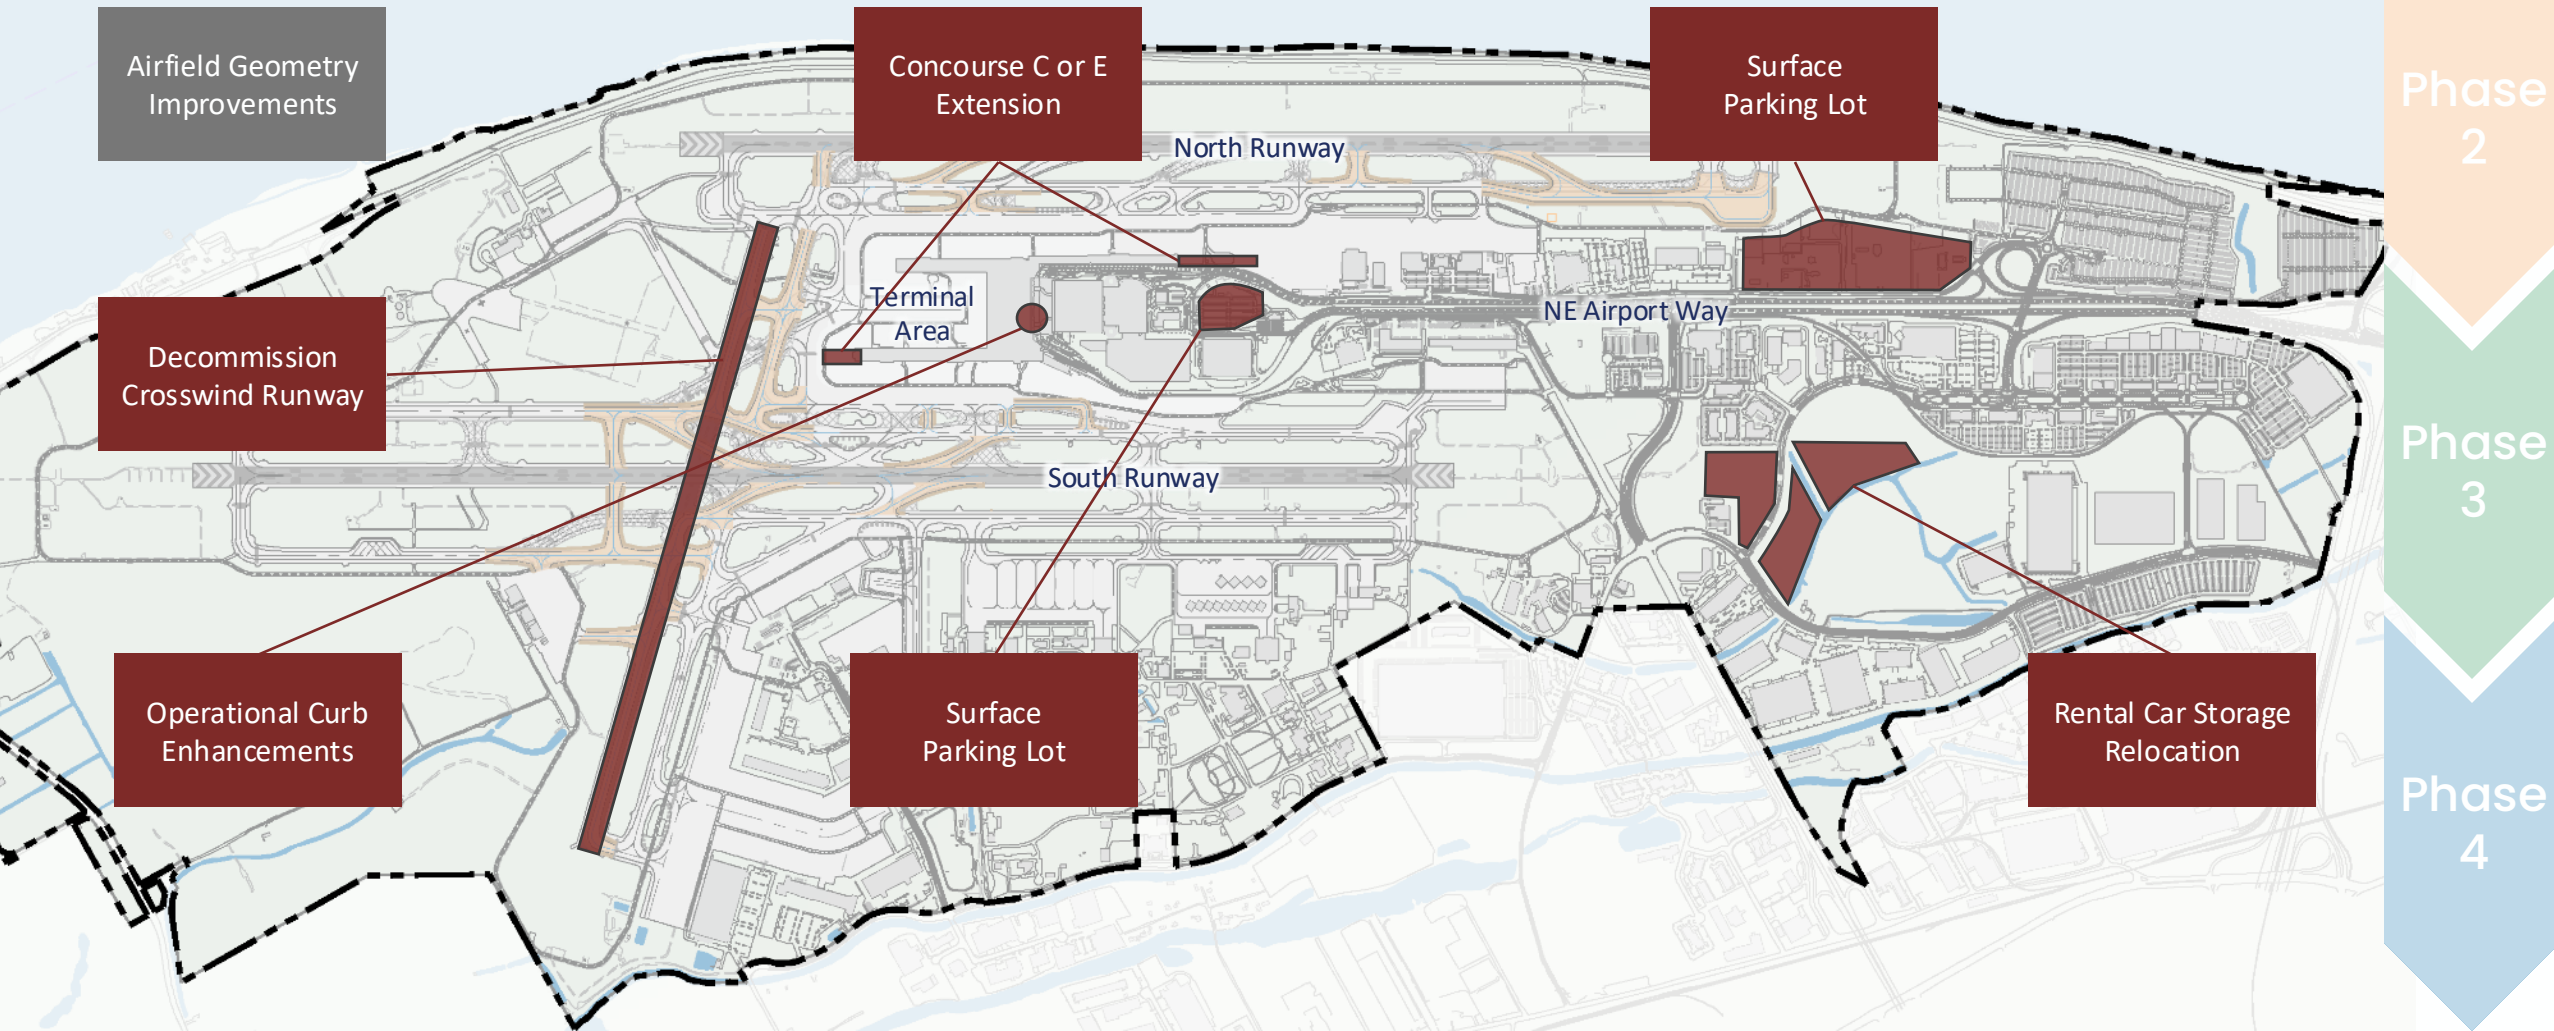 Airfield Geometry
Improvements
Concourse C or E
Extension
Surface
Parking Lot
Phase
2
North Runway
Terminal
Area
NE Airport Way
Decommission
Crosswind Runway
Phase
3
South Runway
Operational Curb
Enhancements
Surface
Parking Lot
Rental Car Storage
Relocation
Phase
4